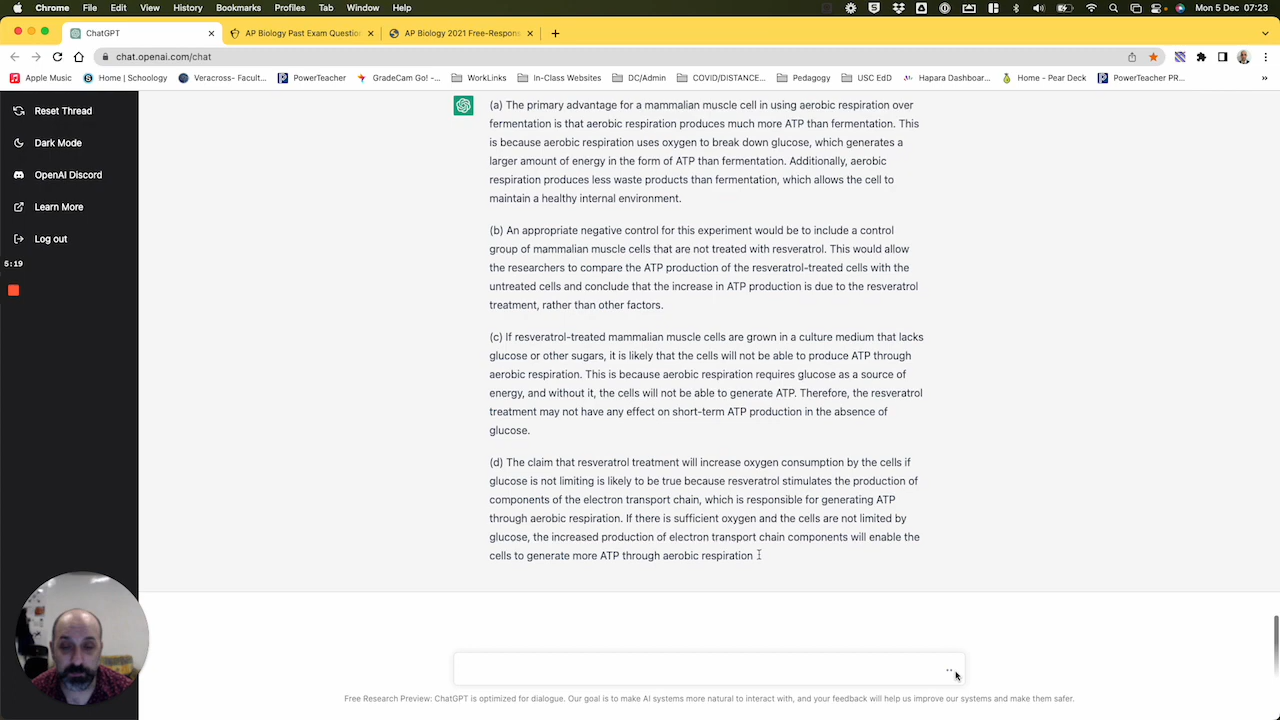 Chrome File Edit View History Bookmarks Profiles Tab Window Help Mon 5 Dec 07:23
ChatGPT AP Biology Past Exam Questio AP Biology 2021 Free-Respons
chat.openai.com/chat
Apple Music Home | Schoology Veracross- Facult... PowerTeacher GradeCam Go! -... WorkLinks In-Class Websites DC/Admin COVID/DISTANCE... Pedagogy USC EdD Hapara Dashboar... Home - Pear Deck PowerTeacher PR... »
Reset Thread
Dark Mode
OpenAI Discord
Learn More
Log out
5:19
(a) The primary advantage for a mammalian muscle cell in using aerobic respiration over
fermentation is that aerobic respiration produces much more ATP than fermentation. This
is because aerobic respiration uses oxygen to break down glucose, which generates a
larger amount of energy in the form of ATP than fermentation. Additionally, aerobic
respiration produces less waste products than fermentation, which allows the cell to
maintain a healthy internal environment.
(b) An appropriate negative control for this experiment would be to include a control
group of mammalian muscle cells that are not treated with resveratrol. This would allow
the researchers to compare the ATP production of the resveratrol-treated cells with the
untreated cells and conclude that the increase in ATP production is due to the resveratrol
treatment, rather than other factors.
(c) If resveratrol-treated mammalian muscle cells are grown in a culture medium that lacks
glucose or other sugars, it is likely that the cells will not be able to produce ATP through
aerobic respiration. This is because aerobic respiration requires glucose as a source of
energy, and without it, the cells will not be able to generate ATP. Therefore, the resveratrol
treatment may not have any effect on short-term ATP production in the absence of
glucose.
(d) The claim that resveratrol treatment will increase oxygen consumption by the cells if
glucose is not limiting is likely to be true because resveratrol stimulates the production of
components of the electron transport chain, which is responsible for generating ATP
through aerobic respiration. If there is sufficient oxygen and the cells are not limited by
glucose, the increased production of electron transport chain components will enable the
cells to generate more ATP through aerobic respiration
Free Research Preview: ChatGPT is optimized for dialogue. Our goal is to make AI systems more natural to interact with, and your feedback will help us improve our systems and make them safer.